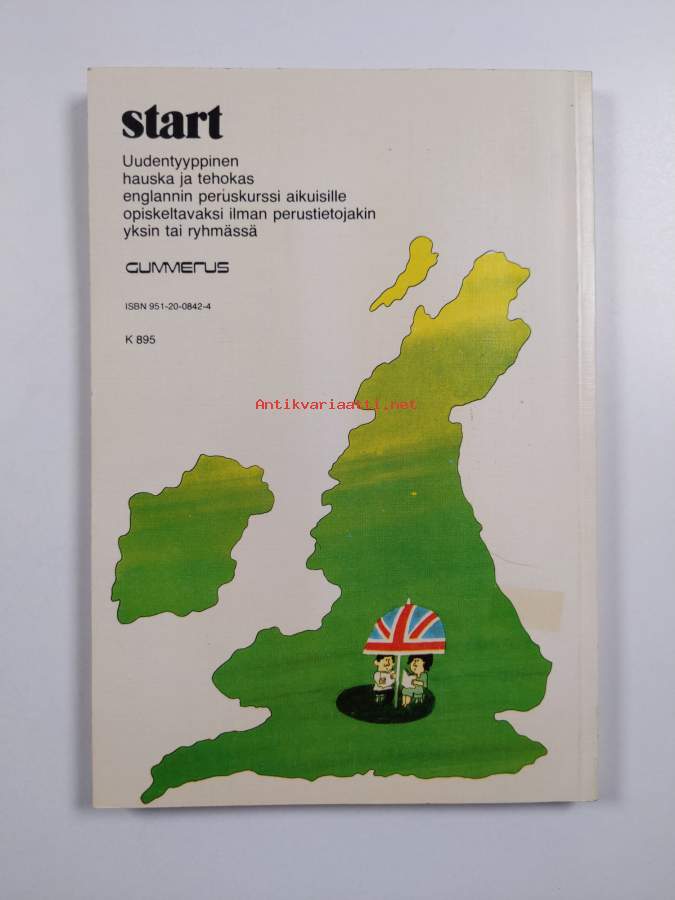 start
Uudentyyppinen
hauska ja tehokas
englannin peruskurssi aikuisille
opiskeltavaksi ilman perustietojakin
yksin tai ryhmässä
GUMMERUS
ISBN 951-20-0842-4
K 895
Antikvariaatti.net